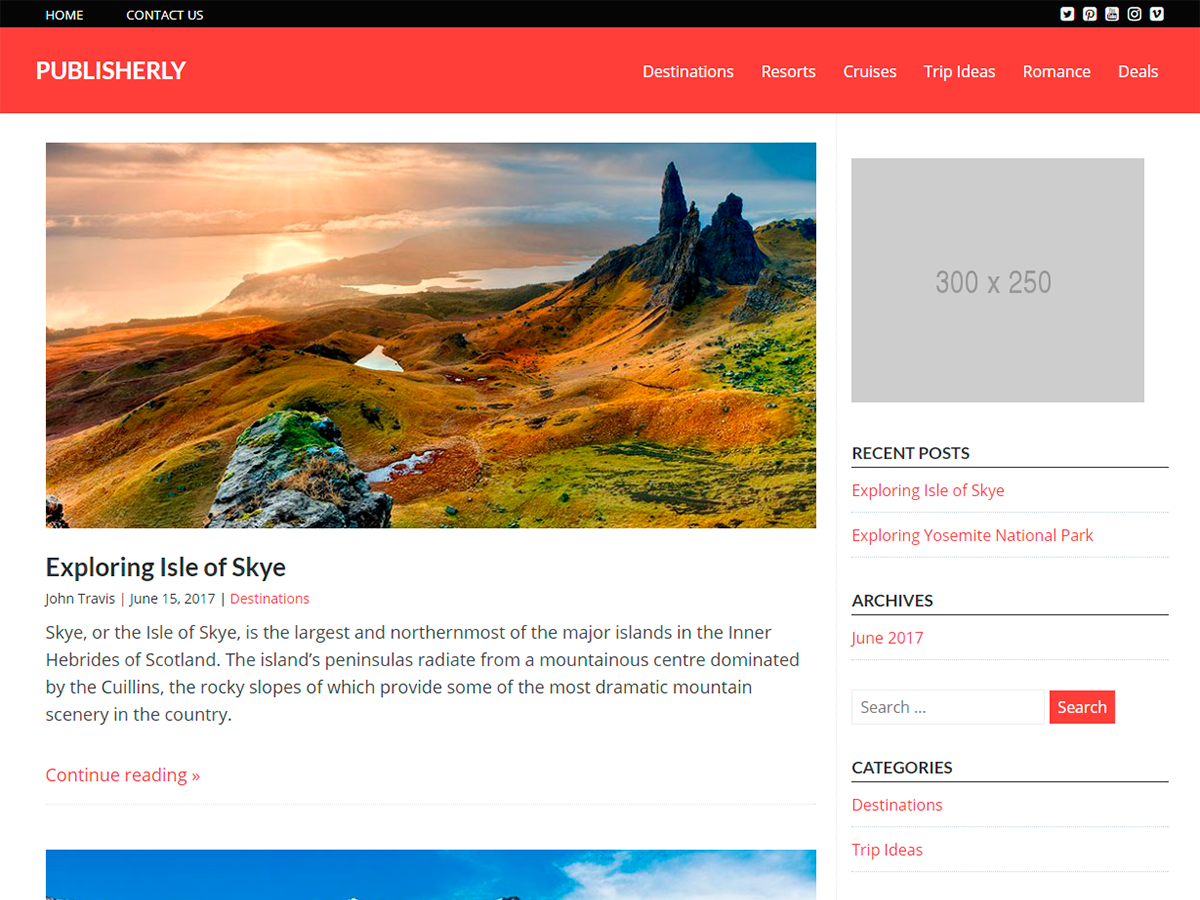 HOME CONTACT US
PUBLISHERLY
Destinations Resorts Cruises Trip Ideas Romance Deals
Exploring Isle of Skye
John Travis | June 15, 2017 | Destinations
Skye, or the Isle of Skye, is the largest and northernmost of the major islands in the Inner
Hebrides of Scotland. The island’s peninsulas radiate from a mountainous centre dominated
by the Cuillins, the rocky slopes of which provide some of the most dramatic mountain
scenery in the country.
Continue reading »
300 x 250
RECENT POSTS
Exploring Isle of Skye
Exploring Yosemite National Park
ARCHIVES
June 2017
Search ... Search
CATEGORIES
Destinations
Trip Ideas